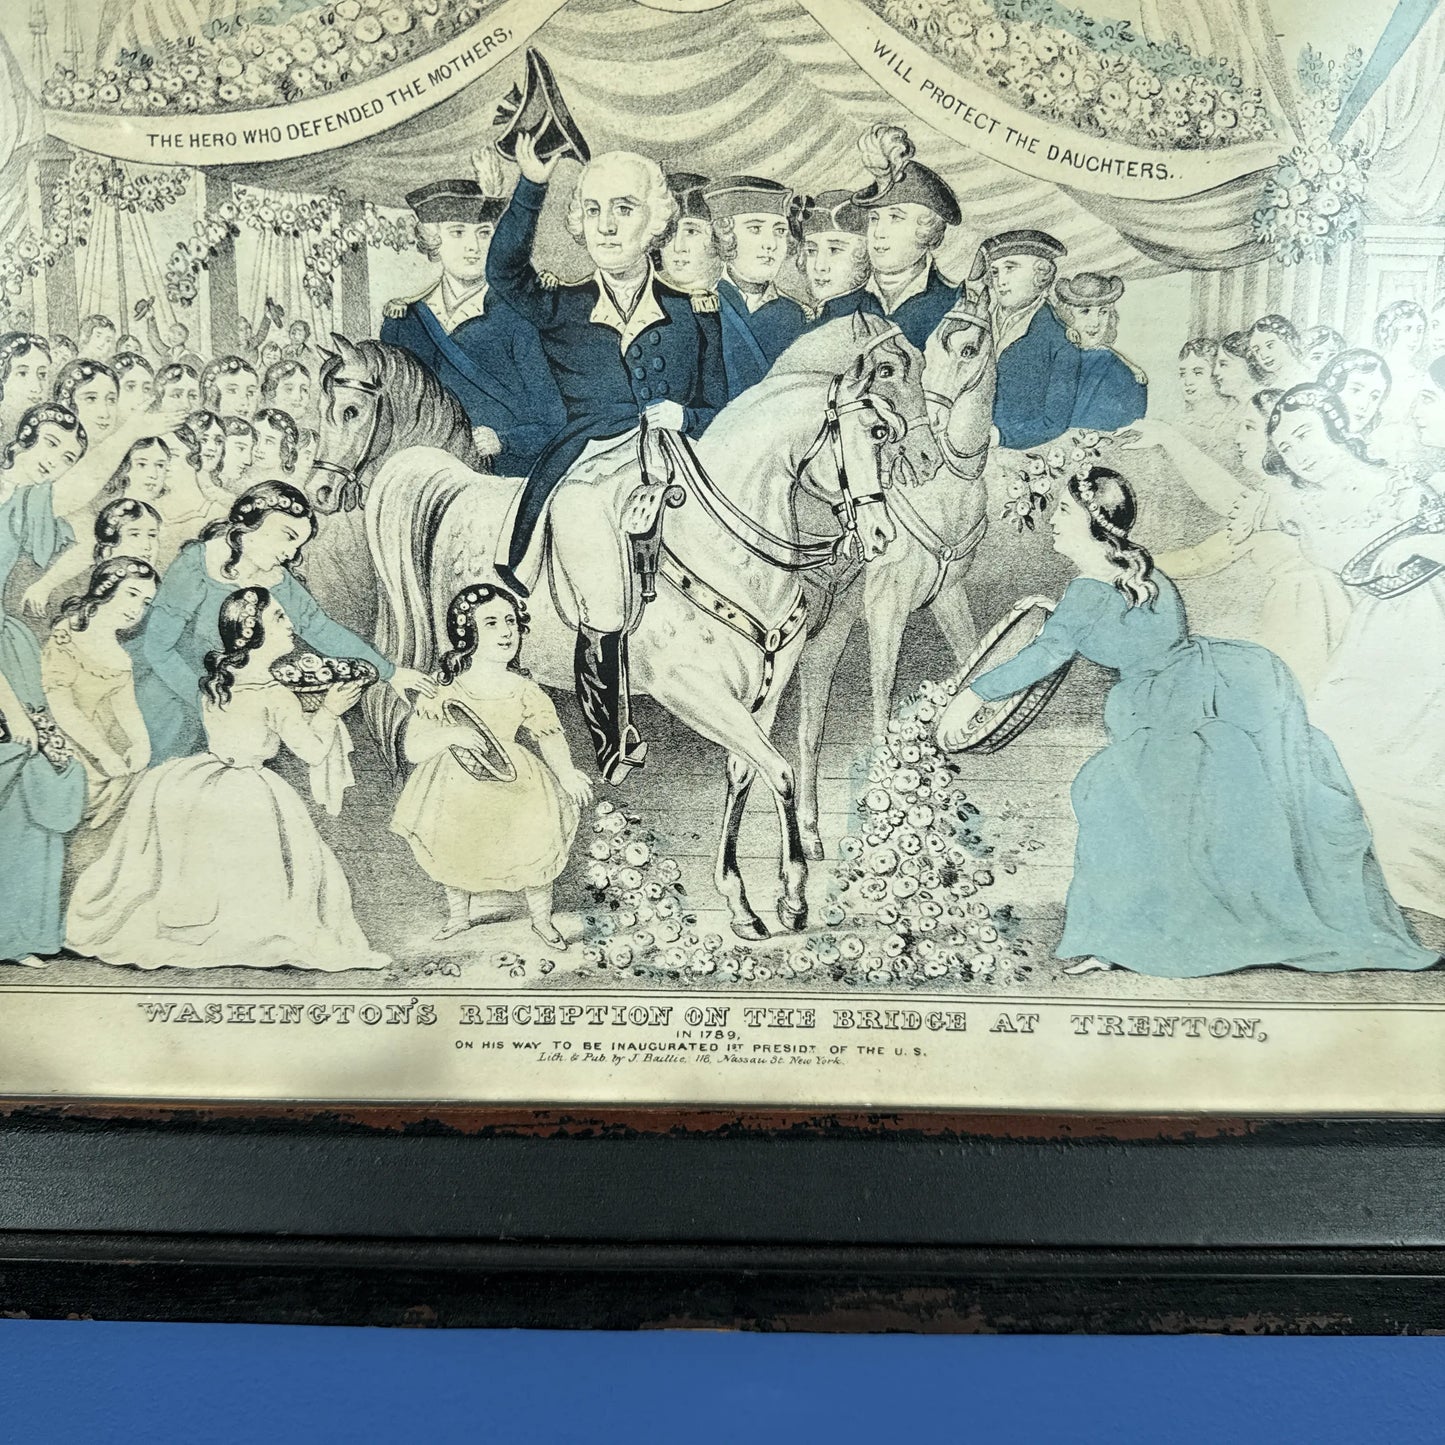 THE HERO WHO DEFENDED THE MOTHERS,
WILL PROTECT THE DAUGHTERS.
WASHINGTON'S RECEPTION ON THE BRIDGE AT TRENTON,
IN 1789,
ON HIS WAY TO BE INAUGURATED 1ST PRESIDT OF THE U. S.
Lith. & Pub. by J. Baillie, 118, Nassau St. New York.